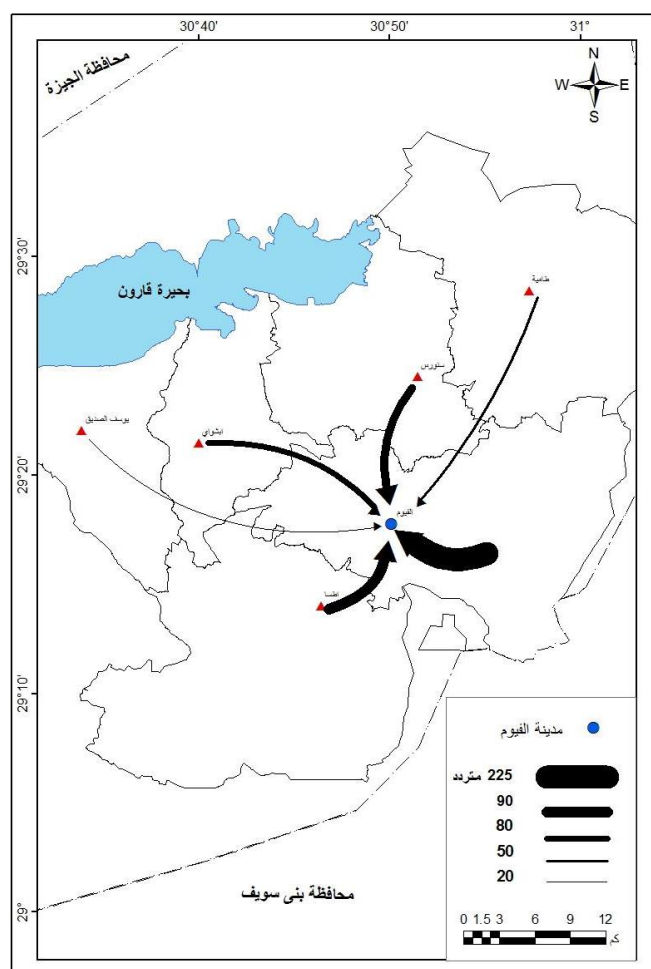 30°40' 30°50' 31°
محافظة الجيزة
N
W E
S
29°30'
بحيرة قارون
طامية
سنورس
يوسف الصديق
ابشواي
29°20'
الفيوم
اطسا
29°10'
مدينة الفيوم
225 متردد
90
80
50
20
29°
محافظة بنى سويف
0 1.5 3 6 9 12
كم